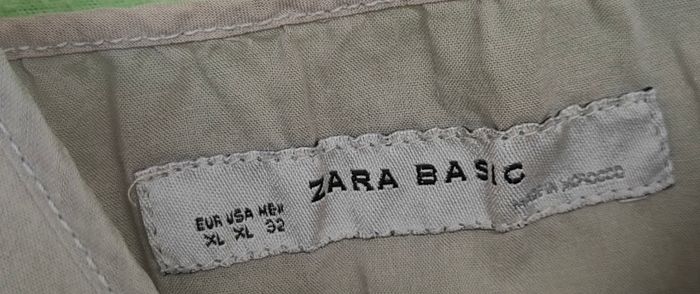 ZARA BASIC
EUR USA MEX
XL XL 32
MADE IN MOROCCO